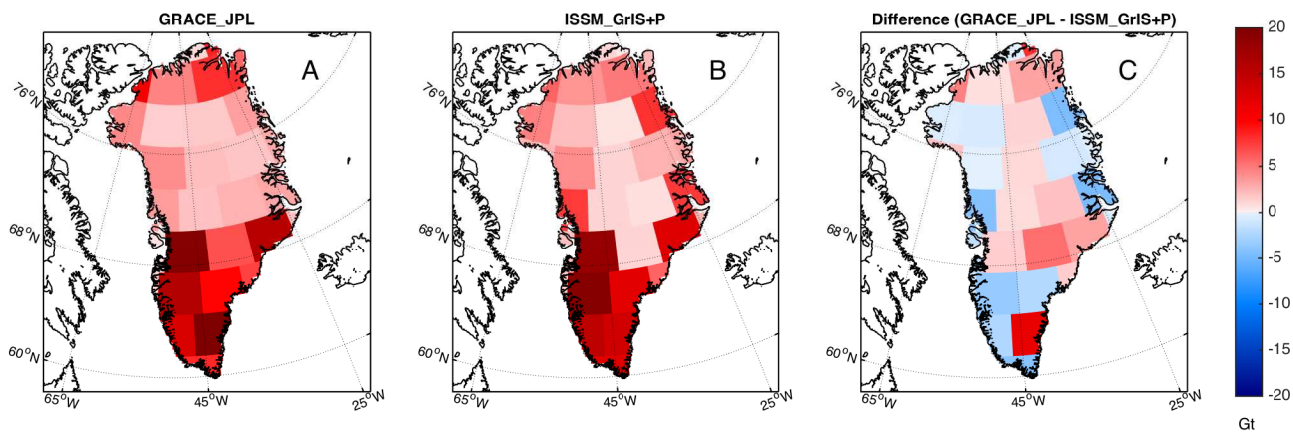 GRACE_JPL
ISSM_GrIS+P
Difference (GRACE_JPL - ISSM_GrIS+P)
A
B
C
76°N
68°N
60°N
65°W
45°W
25°W
76°N
68°N
60°N
65°W
45°W
25°W
76°N
68°N
60°N
65°W
45°W
25°W
20
15
10
5
0
-5
-10
-15
-20
Gt